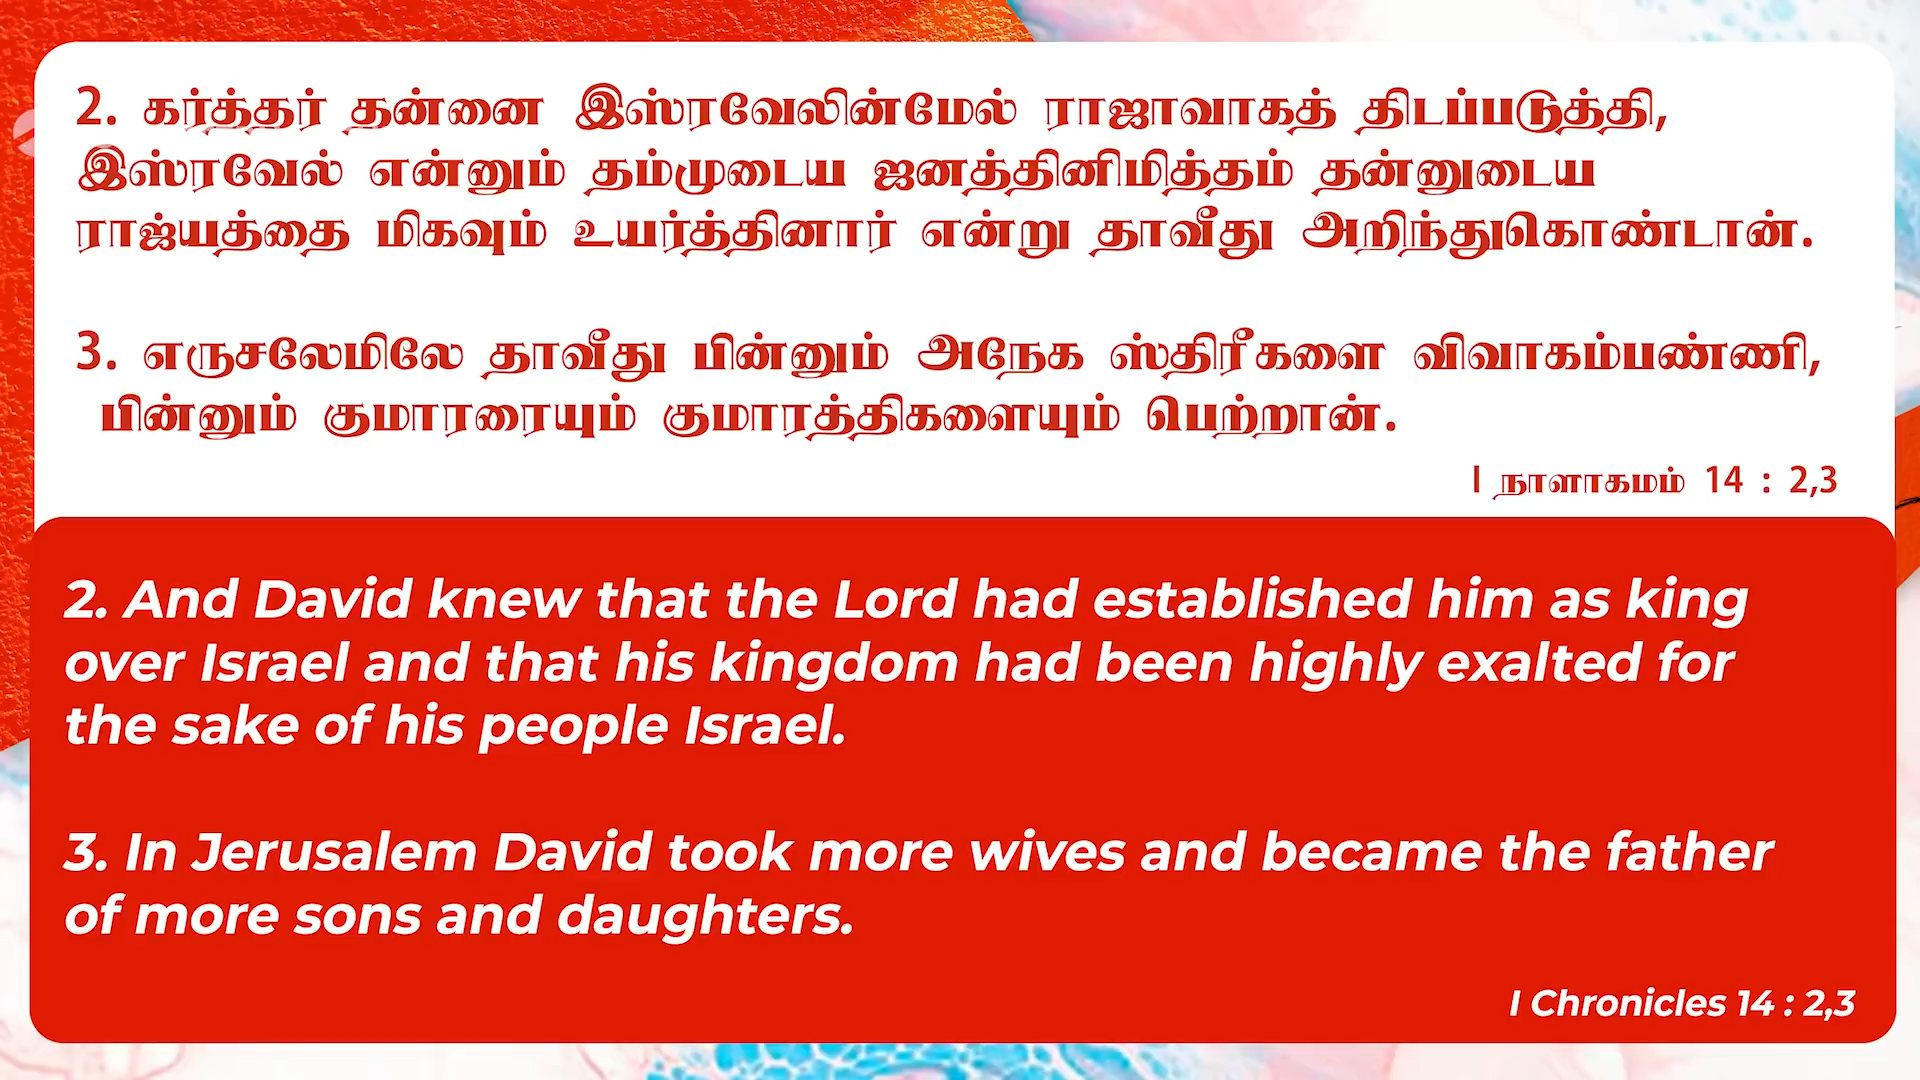 2. கர்த்தர் தன்னை இஸ்ரவேலின்மேல் ராஜாவாகத் திடப்படுத்தி,
இஸ்ரவேல் என்னும் தம்முடைய ஜனத்தினிமித்தம் தன்னுடைய
ராஜ்யத்தை மிகவும் உயர்த்தினார் என்று தாவீது அறிந்துகொண்டான்.
3. எருசலேமிலே தாவீது பின்னும் அநேக ஸ்திரீகளை விவாகம்பண்ணி,
பின்னும் குமாரரையும் குமாரத்திகளையும் பெற்றான்.
I நாளாகமம் 14 : 2,3
2. And David knew that the Lord had established him as king
over Israel and that his kingdom had been highly exalted for
the sake of his people Israel.
3. In Jerusalem David took more wives and became the father
of more sons and daughters.
I Chronicles 14 : 2,3